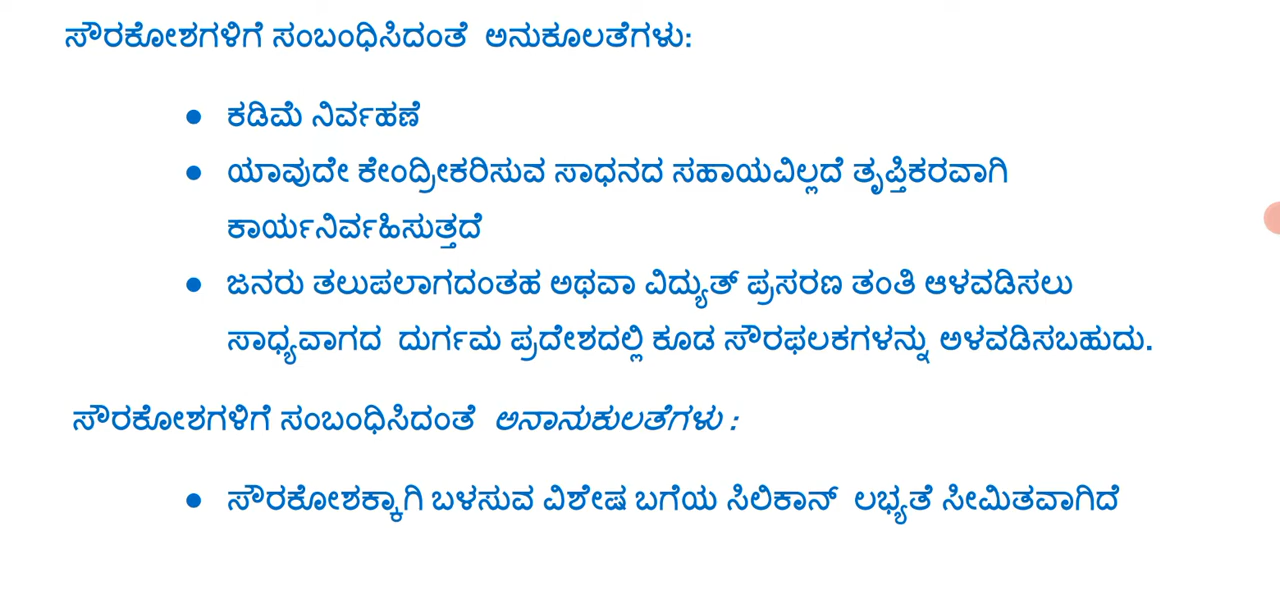 ಸೌರಕೋಶಗಳಿಗೆ ಸಂಬಂಧಿಸಿದಂತೆ ಅನುಕೂಲತೆಗಳು:
● ಕಡಿಮೆ ನಿರ್ವಹಣೆ
● ಯಾವುದೇ ಕೇಂದ್ರೀಕರಿಸುವ ಸಾಧನದ ಸಹಾಯವಿಲ್ಲದೆ ತೃಪ್ತಿಕರವಾಗಿ
ಕಾರ್ಯನಿರ್ವಹಿಸುತ್ತದೆ
● ಜನರು ತಲುಪಲಾಗದಂತಹ ಅಥವಾ ವಿದ್ಯುತ್ ಪ್ರಸರಣ ತಂತಿ ಆಳವಡಿಸಲು
ಸಾಧ್ಯವಾಗದ ದುರ್ಗಮ ಪ್ರದೇಶದಲ್ಲಿ ಕೂಡ ಸೌರಫಲಕಗಳನ್ನು ಅಳವಡಿಸಬಹುದು.
ಸೌರಕೋಶಗಳಿಗೆ ಸಂಬಂಧಿಸಿದಂತೆ ಅನಾನುಕುಲತೆಗಳು :
● ಸೌರಕೋಶಕ್ಕಾಗಿ ಬಳಸುವ ವಿಶೇಷ ಬಗೆಯ ಸಿಲಿಕಾನ್ ಲಭ್ಯತೆ ಸೀಮಿತವಾಗಿದೆ